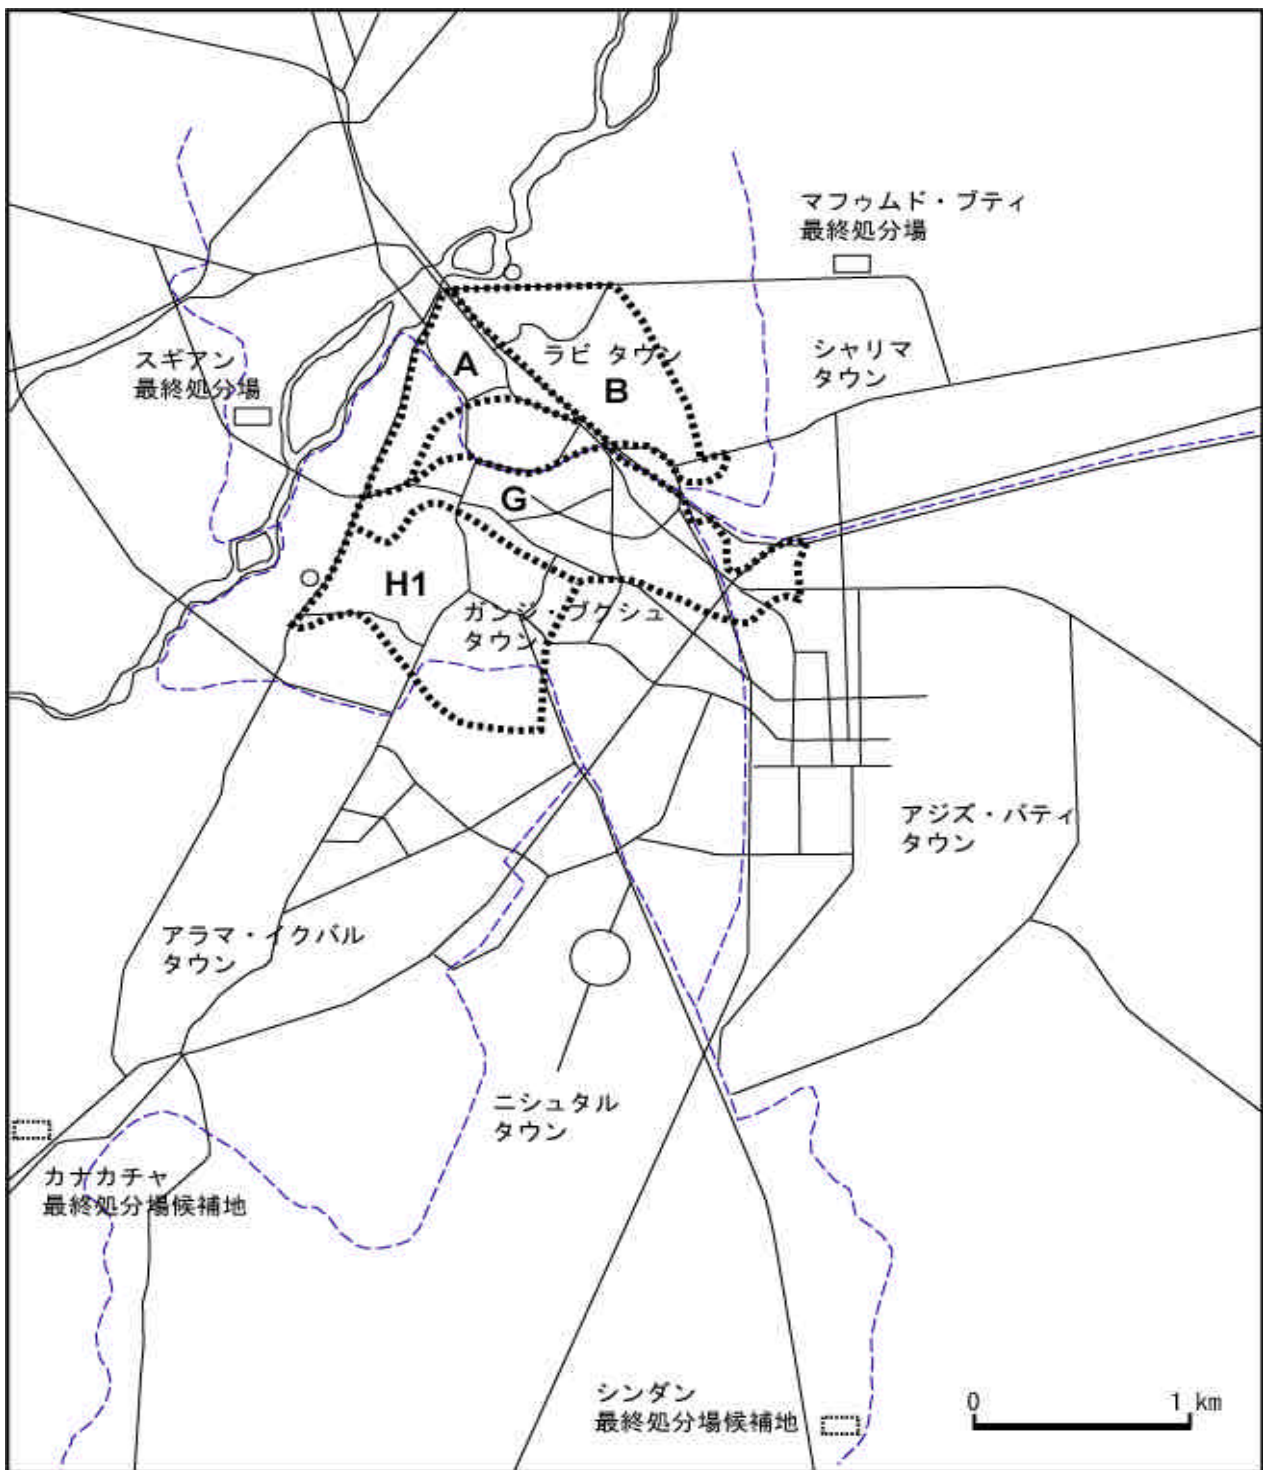 マフゥムド・ブティ
最終処分場
スギアン
最終処分場
A
ラビ タウン
B
シャリマ
タウン
G
H1
ガンジ・ブクシュ
タウン
アジズ・バティ
タウン
アラマ・イクバル
タウン
ニシュタル
タウン
カナカチャ
最終処分場候補地
シンダン
最終処分場候補地
0 1 km